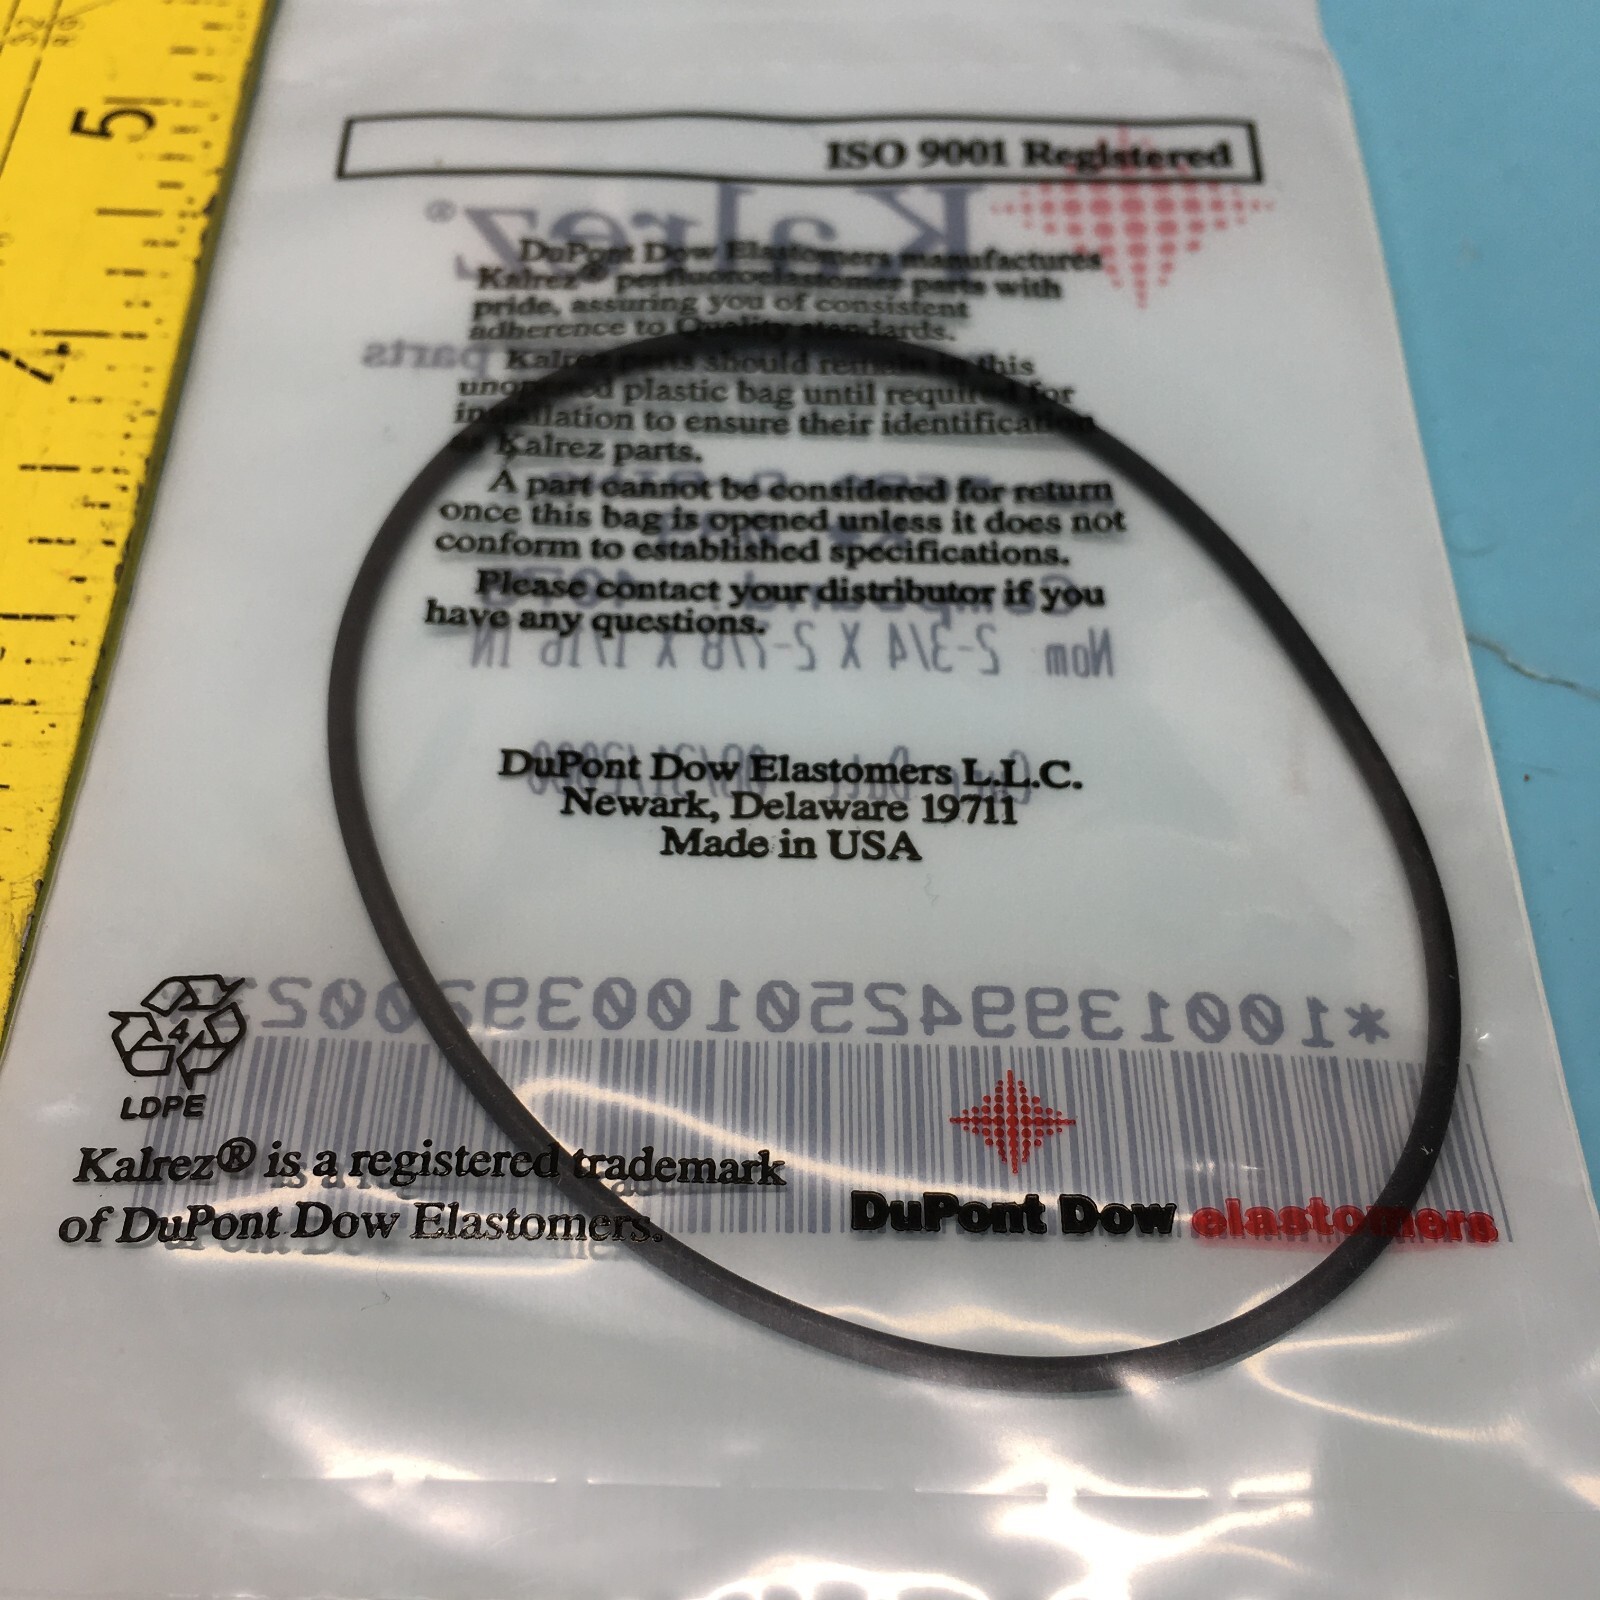 5
4
ISO 9001 Registered
Kalrez®
DuPont Dow Elastomers manufactures
Kalrez® perfluoroelastomer parts with
pride, assuring you of consistent
adherence to Quality standards.
parts
Kalrez parts should remain in this
unopened plastic bag until required for
installation to ensure their identification
as Kalrez parts.
A part cannot be considered for return
once this bag is opened unless it does not
conform to established specifications.
Please contact your distributor if you
have any questions.
Nom 2-3/4 X 2-7/8 X 1/16 IN
DuPont Dow Elastomers L.L.C.
Newark, Delaware 19711
Made in USA
4
LDPE
Kalrez® is a registered trademark
of DuPont Dow Elastomers.
DuPont Dow elastomers